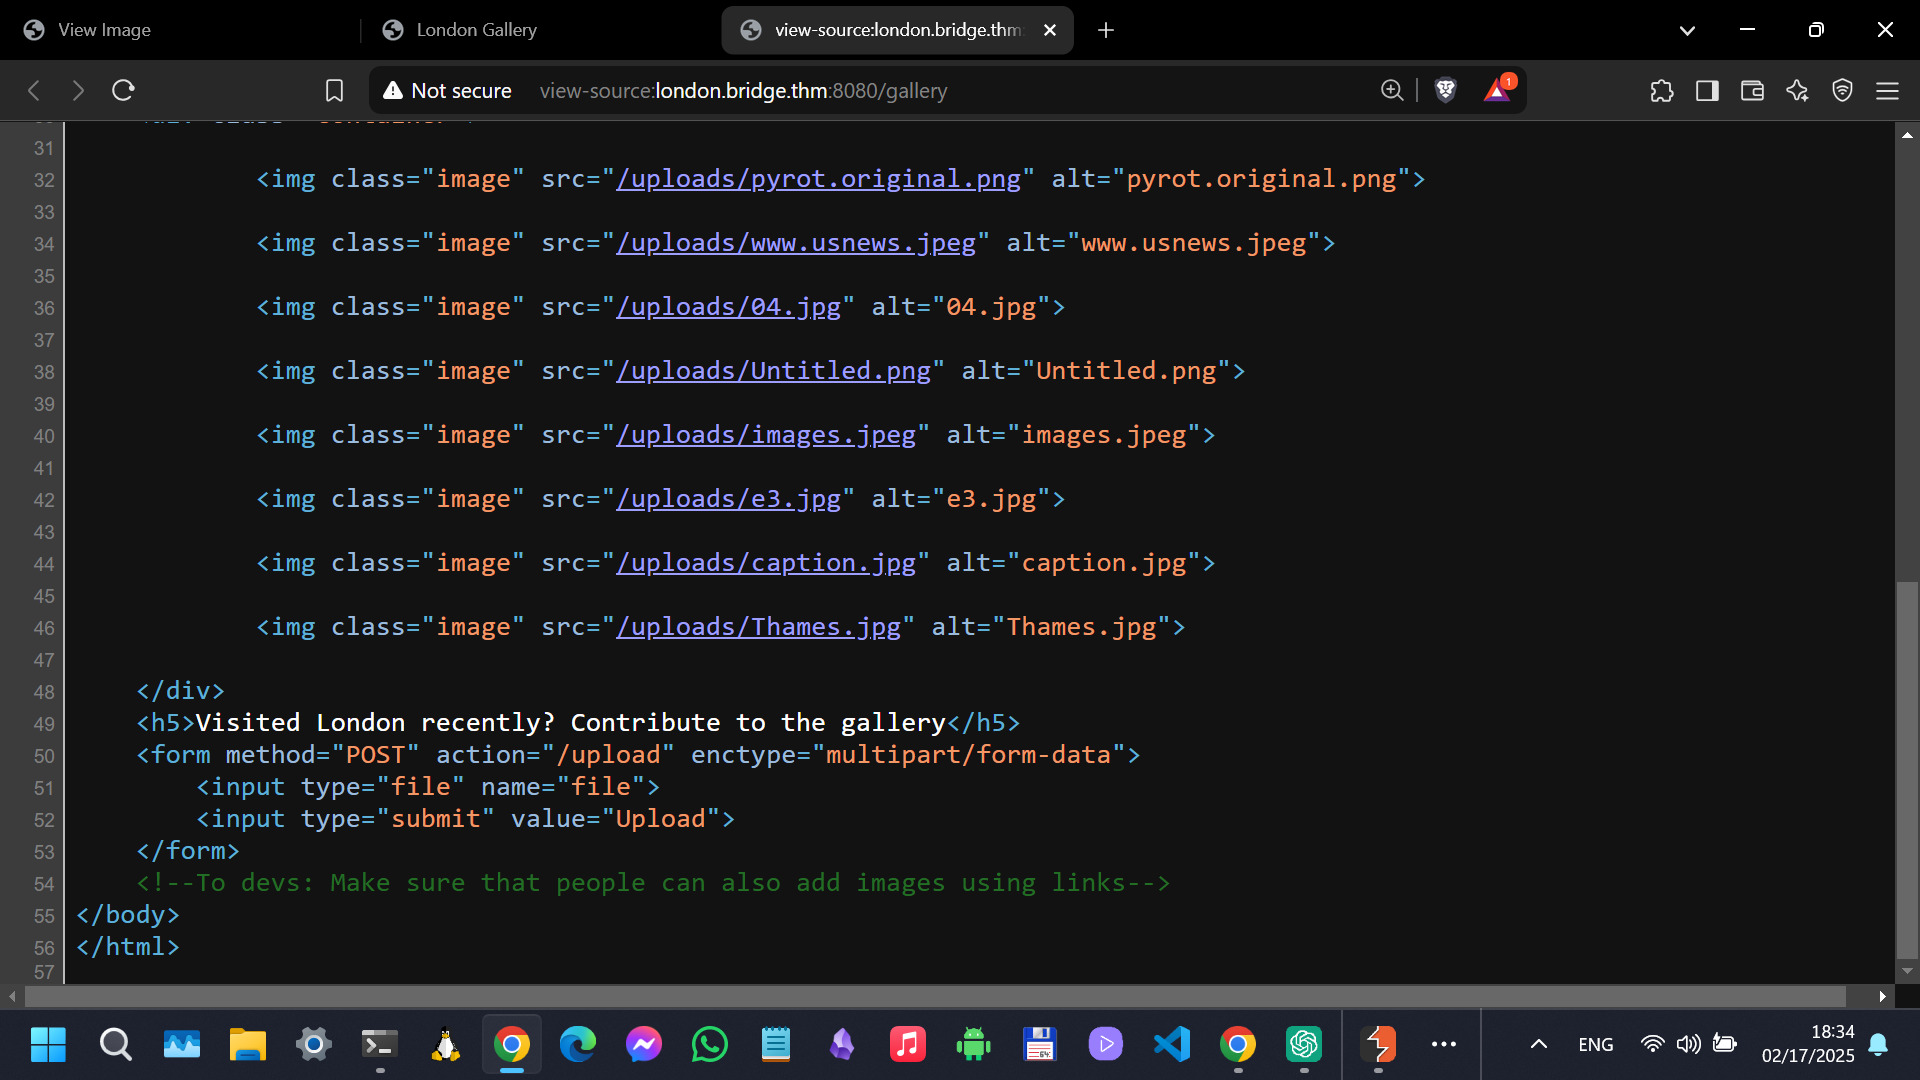 View Image
London Gallery
view-source:london.bridge.thm:
Not secure
view-source:london.bridge.thm:8080/gallery
1
31
32 <img class="image" src="/uploads/pyrot.original.png" alt="pyrot.original.png">
33
34 <img class="image" src="/uploads/www.usnews.jpeg" alt="www.usnews.jpeg">
35
36 <img class="image" src="/uploads/04.jpg" alt="04.jpg">
37
38 <img class="image" src="/uploads/Untitled.png" alt="Untitled.png">
39
40 <img class="image" src="/uploads/images.jpeg" alt="images.jpeg">
41
42 <img class="image" src="/uploads/e3.jpg" alt="e3.jpg">
43
44 <img class="image" src="/uploads/caption.jpg" alt="caption.jpg">
45
46 <img class="image" src="/uploads/Thames.jpg" alt="Thames.jpg">
47
48 </div>
49 <h5>Visited London recently? Contribute to the gallery</h5>
50 <form method="POST" action="/upload" enctype="multipart/form-data">
51 <input type="file" name="file">
52 <input type="submit" value="Upload">
53 </form>
54 <!--To devs: Make sure that people can also add images using links-->
55 </body>
56 </html>
57
64
ENG
18:34
02/17/2025